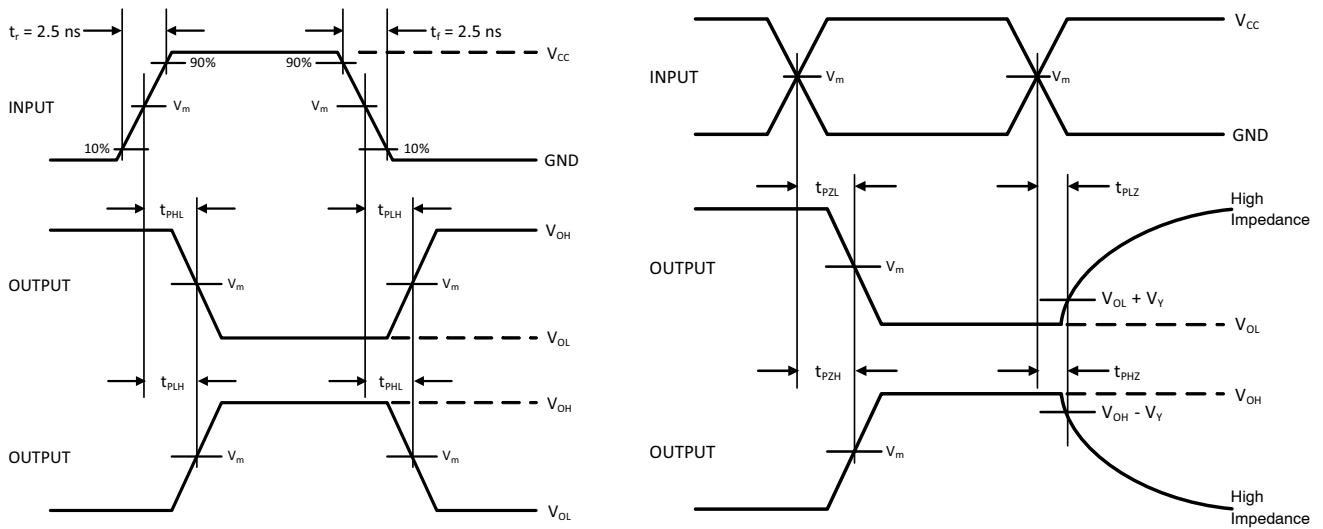 t_r = 2.5 ns
t_f = 2.5 ns
V_CC
90%
90%
INPUT
V_m
V_m
10%
10%
GND
t_PHL
t_PLH
V_OH
OUTPUT
V_m
V_m
V_OL
t_PLH
t_PHL
V_OH
OUTPUT
V_m
V_m
V_OL
V_CC
INPUT
V_m
V_m
GND
t_PZL
t_PLZ
High
Impedance
OUTPUT
V_m
V_OL + V_Y
V_OL
t_PZH
t_PHZ
V_OH
V_OH - V_Y
OUTPUT
V_m
High
Impedance